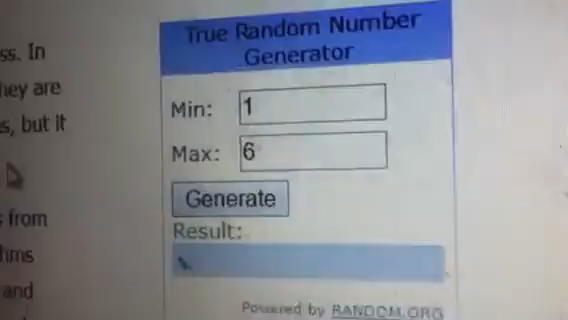 True Random Number
Generator
ss. In
hey are
s, but it
Min: 1
Max: 6
Generate
from
Result:
hms
and
Powered by RANDOM.ORG